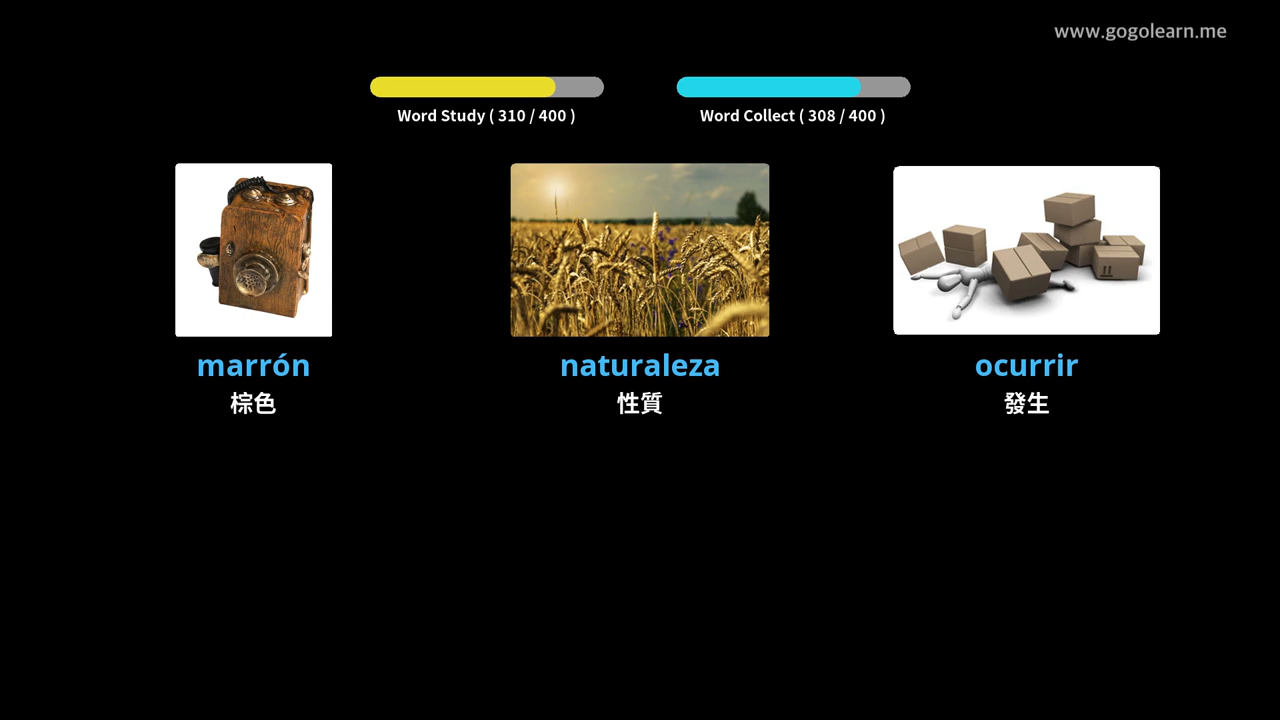 www.gogolearn.me
Word Study ( 310 / 400 )
Word Collect ( 308 / 400 )
marrón
棕色
naturaleza
性質
ocurrir
發生